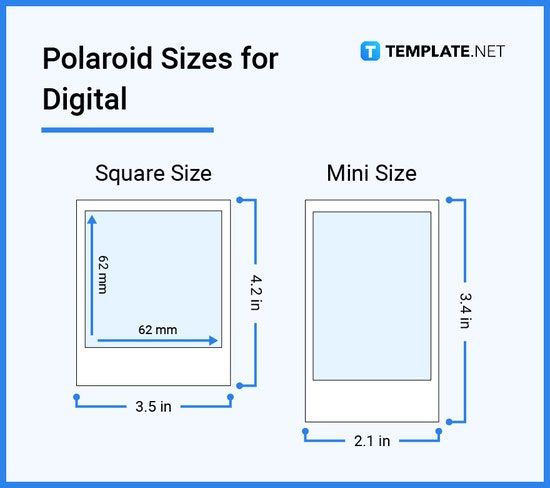 Polaroid Sizes for
Digital
T TEMPLATE.NET
Square Size
Mini Size
62 mm
62 mm
4.2 in
3.5 in
3.4 in
2.1 in